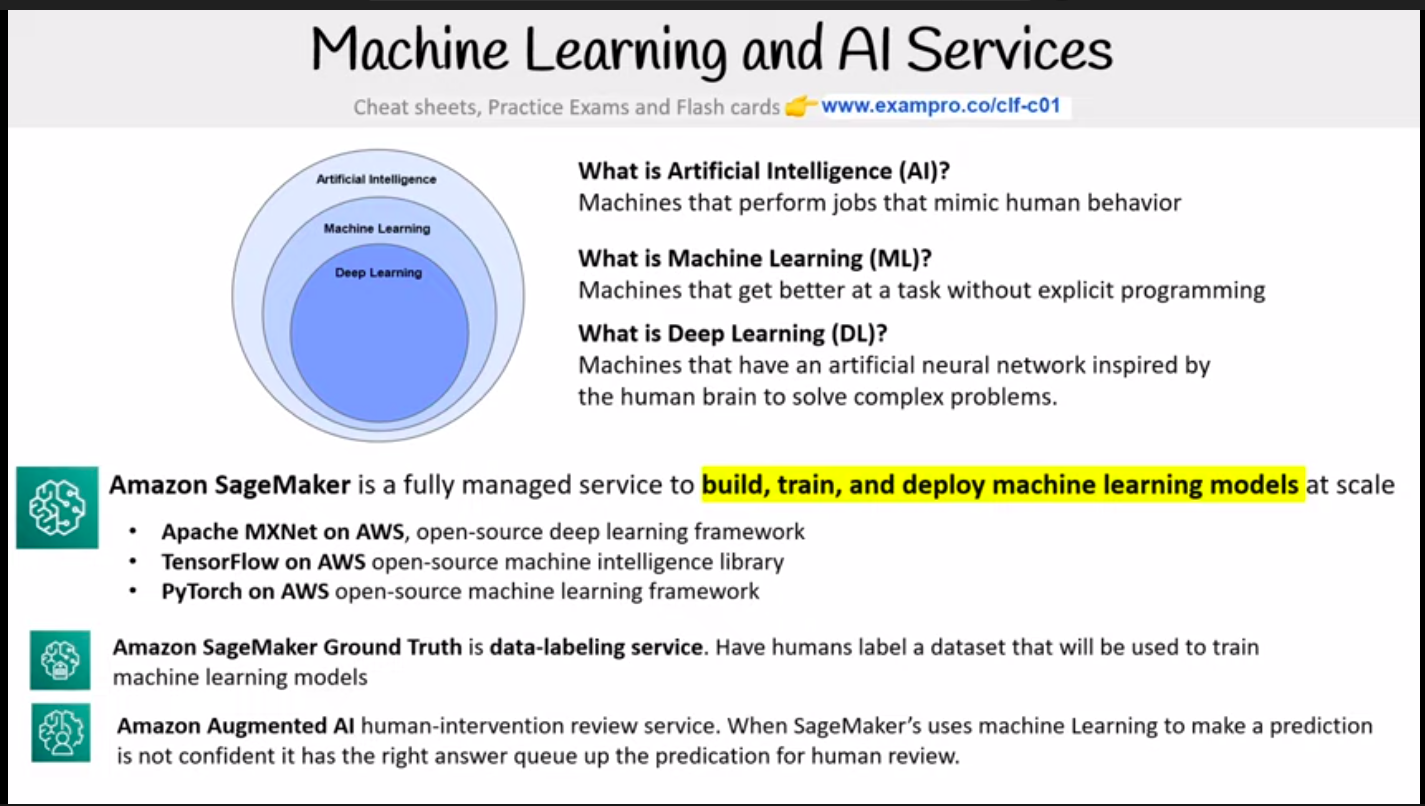 Machine Learning and AI Services
Cheat sheets, Practice Exams and Flash cards 👉 www.exampro.co/clf-c01
Artificial Intelligence
Machine Learning
Deep Learning
What is Artificial Intelligence (AI)?
Machines that perform jobs that mimic human behavior
What is Machine Learning (ML)?
Machines that get better at a task without explicit programming
What is Deep Learning (DL)?
Machines that have an artificial neural network inspired by
the human brain to solve complex problems.
Amazon SageMaker is a fully managed service to build, train, and deploy machine learning models at scale
• Apache MXNet on AWS, open-source deep learning framework
• TensorFlow on AWS open-source machine intelligence library
• PyTorch on AWS open-source machine learning framework
Amazon SageMaker Ground Truth is data-labeling service. Have humans label a dataset that will be used to train
machine learning models
Amazon Augmented AI human-intervention review service. When SageMaker's uses machine Learning to make a prediction
is not confident it has the right answer queue up the predication for human review.